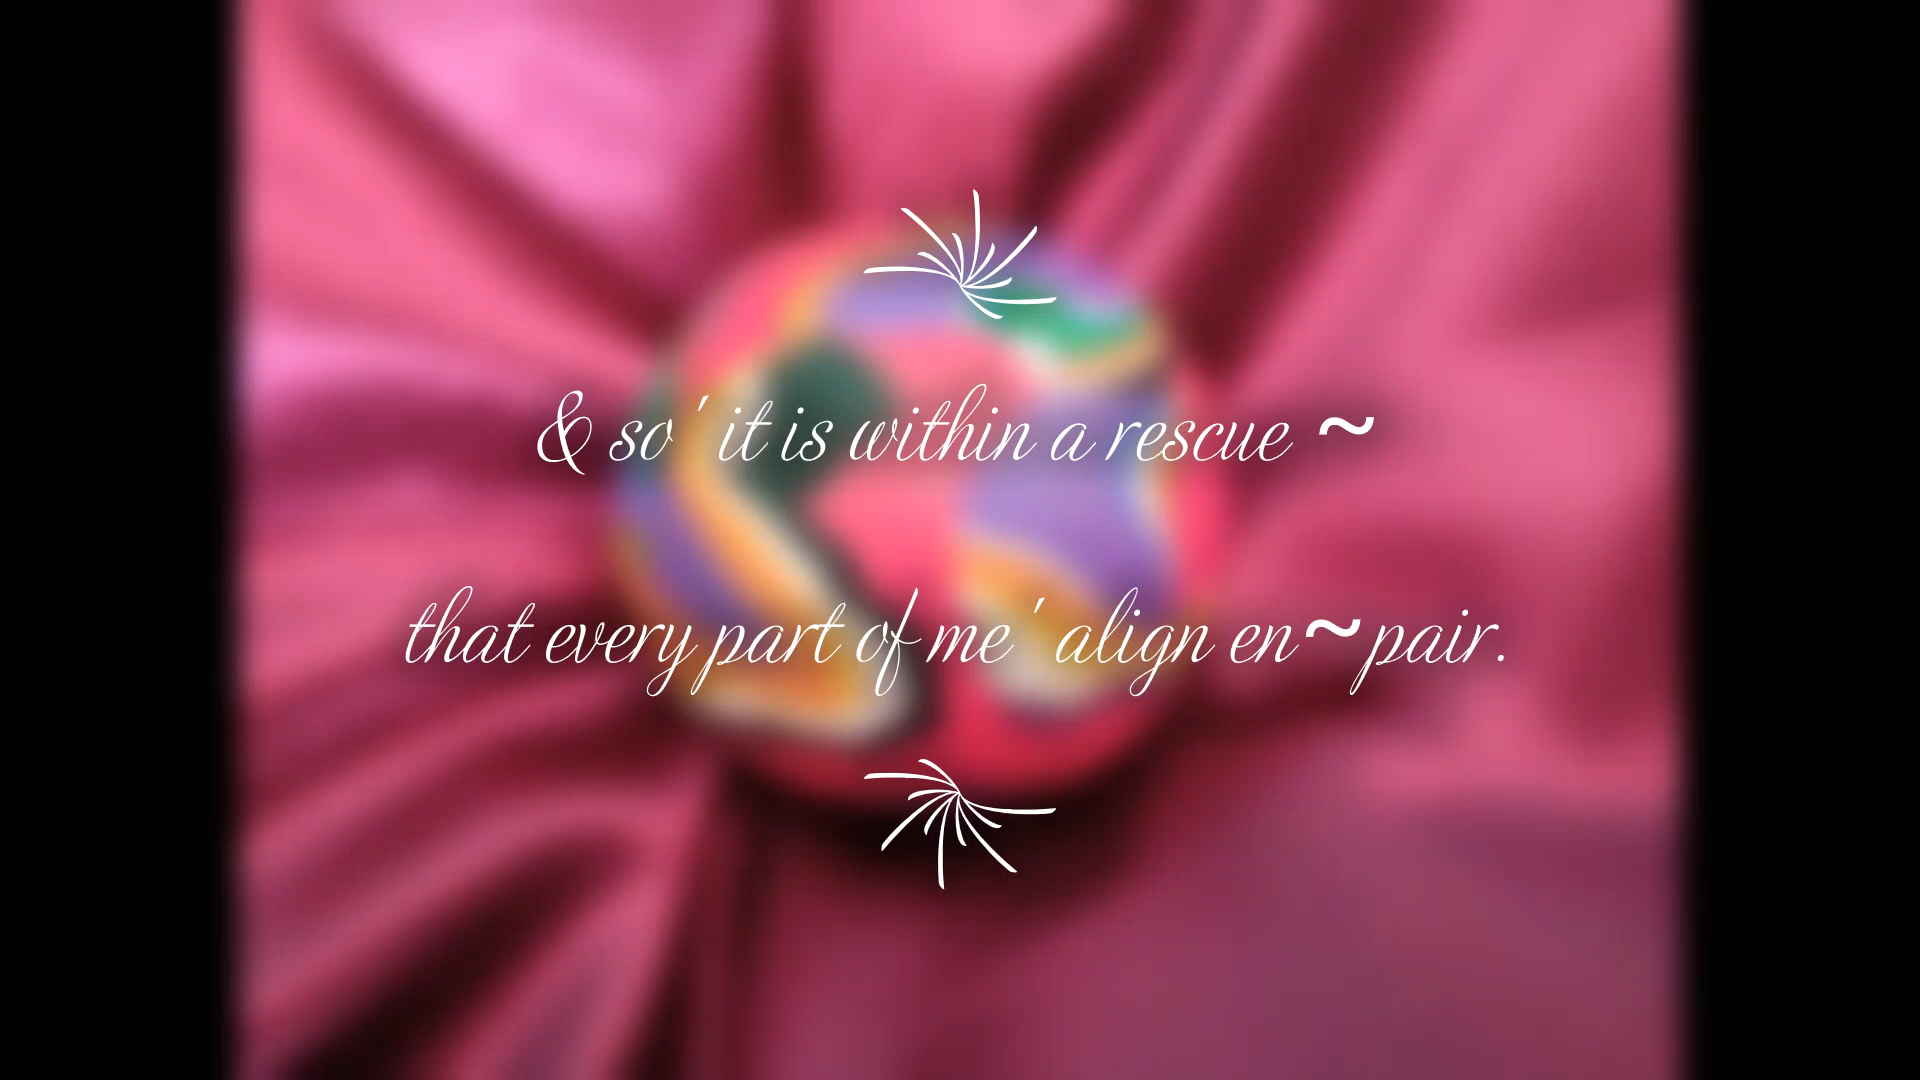 & so' it is within a rescue ~
that every part of me' align en~pair.